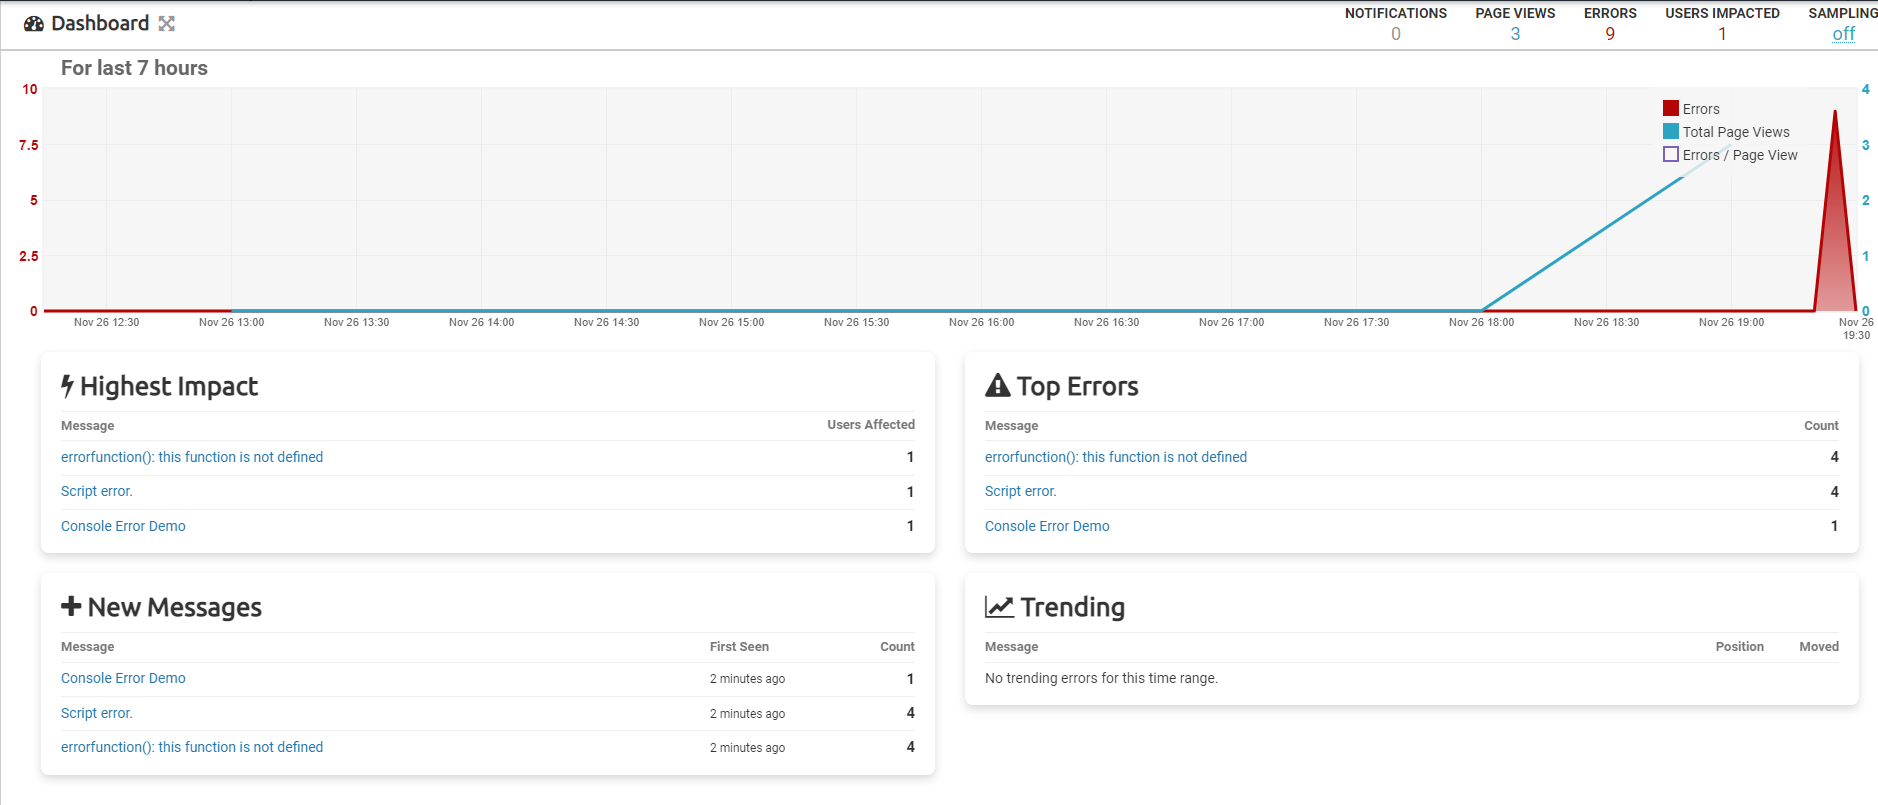 Dashboard
NOTIFICATIONS PAGE VIEWS ERRORS USERS IMPACTED SAMPLING
0 3 9 1 off
For last 7 hours
10 4
Errors
Total Page Views
7.5 3
Errors / Page View
5 2
2.5 1
0 0
Nov 26 12:30 Nov 26 13:00 Nov 26 13:30 Nov 26 14:00 Nov 26 14:30 Nov 26 15:00 Nov 26 15:30 Nov 26 16:00 Nov 26 16:30 Nov 26 17:00 Nov 26 17:30 Nov 26 18:00 Nov 26 18:30 Nov 26 19:00 Nov 26
19:30
Highest Impact
Message Users Affected
errorfunction(): this function is not defined 1
Script error. 1
Console Error Demo 1
Top Errors
Message Count
errorfunction(): this function is not defined 4
Script error. 4
Console Error Demo 1
New Messages
Message First Seen Count
Console Error Demo 2 minutes ago 1
Script error. 2 minutes ago 4
errorfunction(): this function is not defined 2 minutes ago 4
Trending
Message Position Moved
No trending errors for this time range.